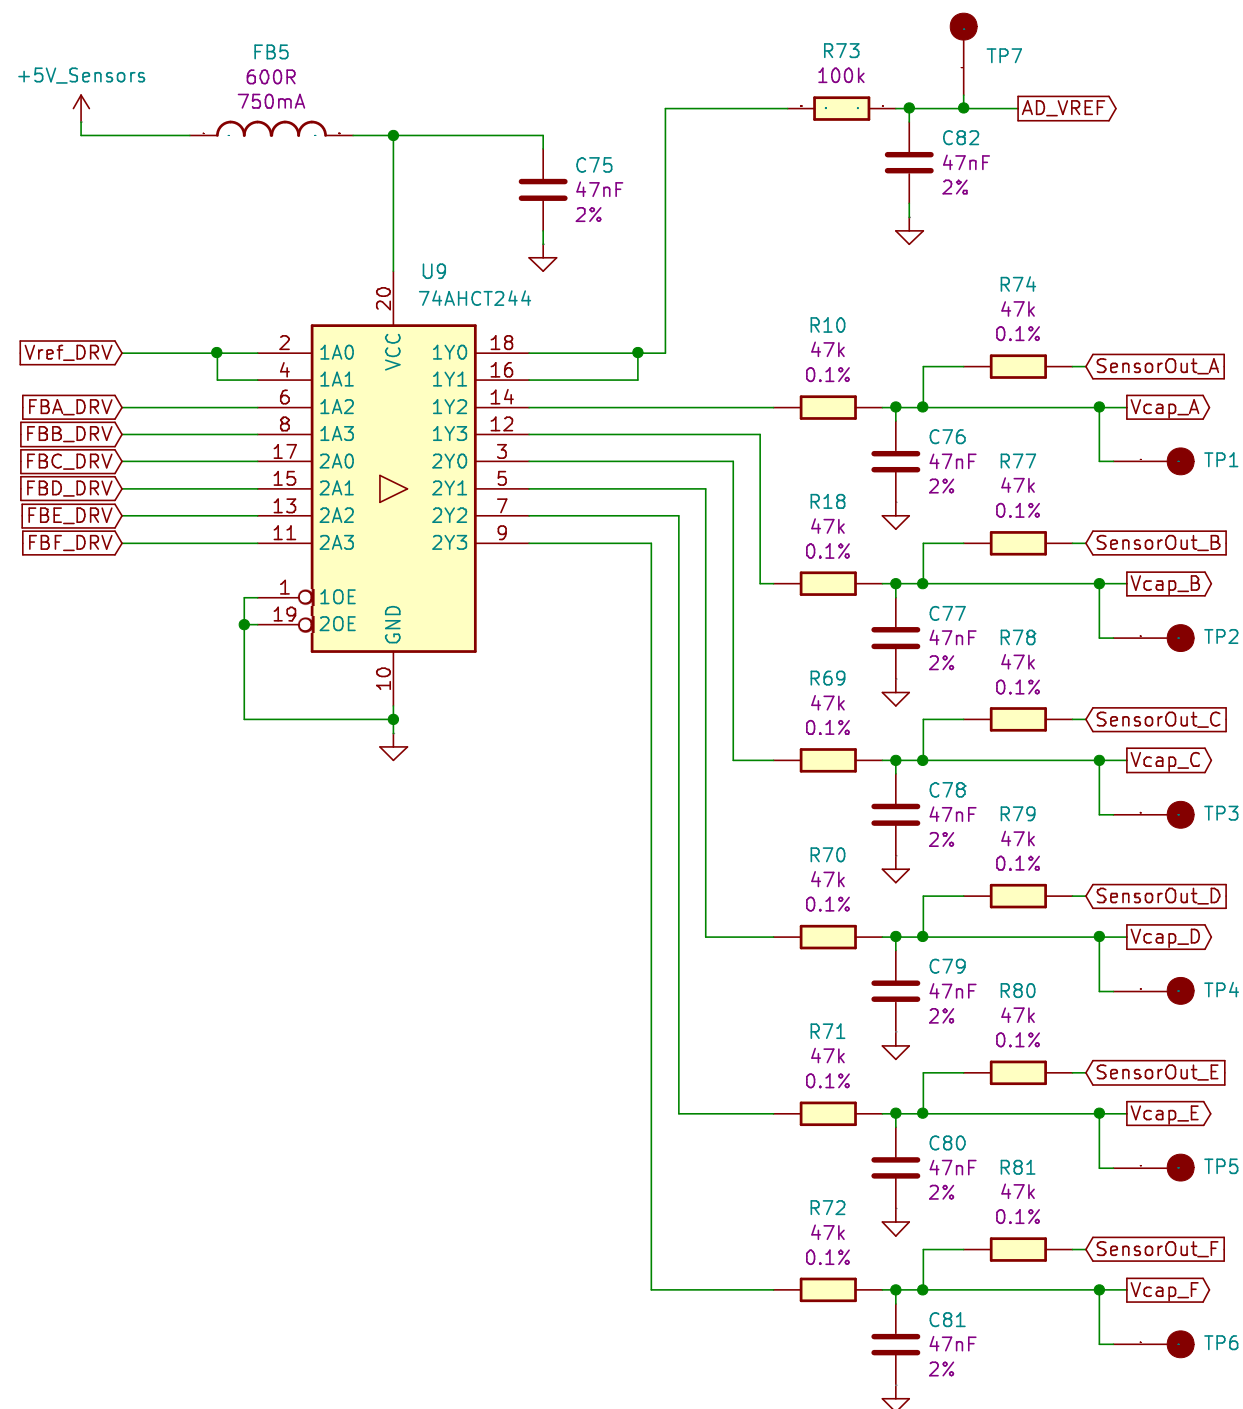 +5V_Sensors
FB5
600R
750mA
C75
47nF
2%
R73
100k
TP7
AD_VREF
C82
47nF
2%
U9
74AHCT244
20
VCC
Vref_DRV
2
1A0
1Y0
18
4
1A1
1Y1
16
FBA_DRV
6
1A2
1Y2
14
FBB_DRV
8
1A3
1Y3
12
FBC_DRV
17
2A0
2Y0
3
FBD_DRV
15
2A1
2Y1
5
FBE_DRV
13
2A2
2Y2
7
FBF_DRV
11
2A3
2Y3
9
1
1OE
19
2OE
GND
10
R10
47k
0.1%
R74
47k
0.1%
SensorOut_A
Vcap_A
C76
47nF
2%
TP1
R18
47k
0.1%
R77
47k
0.1%
SensorOut_B
Vcap_B
C77
47nF
2%
TP2
R69
47k
0.1%
R78
47k
0.1%
SensorOut_C
Vcap_C
C78
47nF
2%
TP3
R70
47k
0.1%
R79
47k
0.1%
SensorOut_D
Vcap_D
C79
47nF
2%
TP4
R71
47k
0.1%
R80
47k
0.1%
SensorOut_E
Vcap_E
C80
47nF
2%
TP5
R72
47k
0.1%
R81
47k
0.1%
SensorOut_F
Vcap_F
C81
47nF
2%
TP6